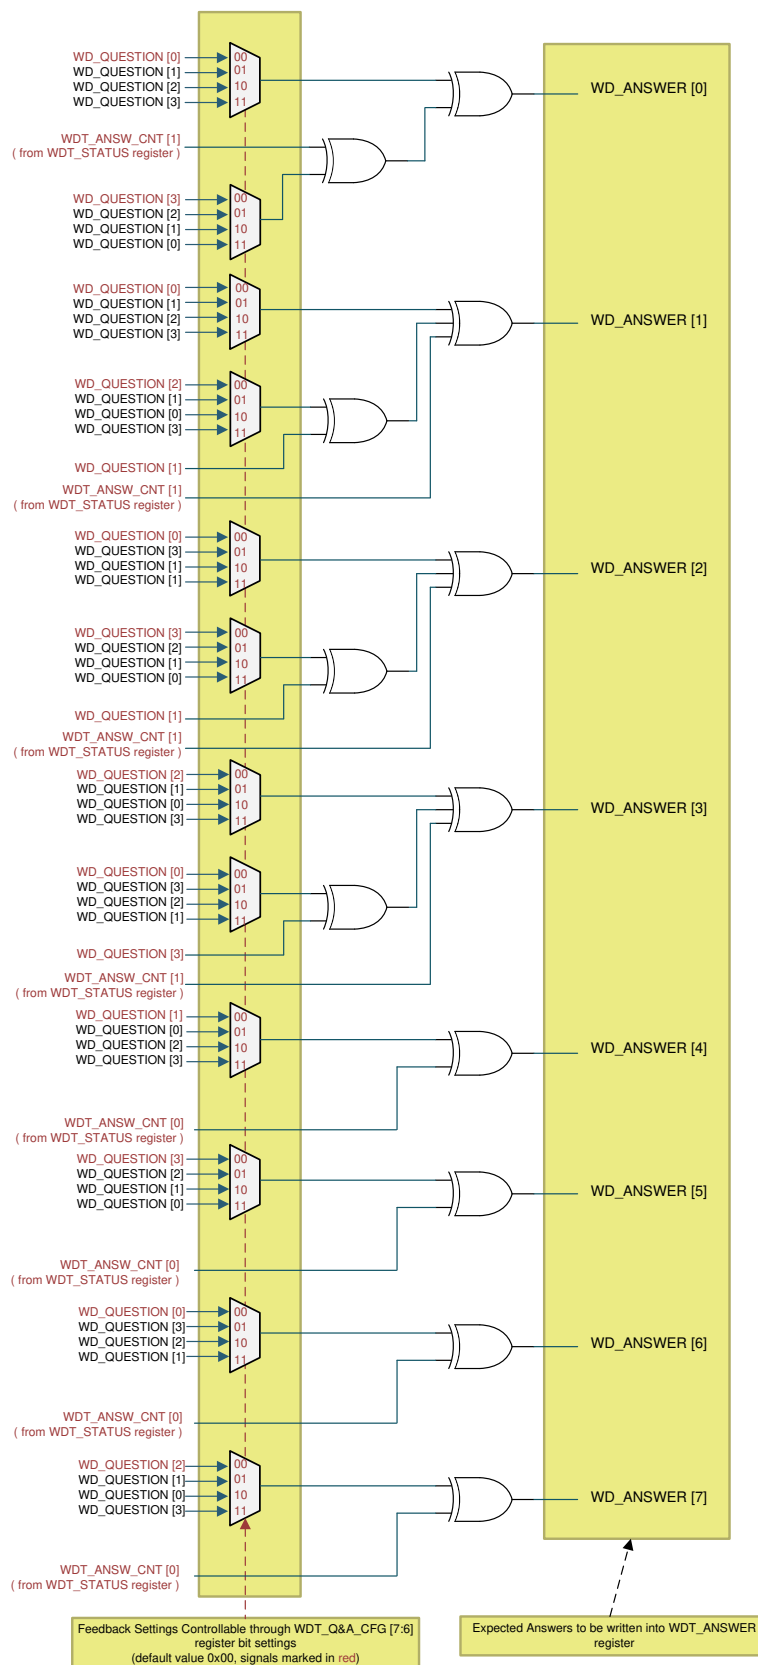 WD_QUESTION [0]
WD_QUESTION [1]
WD_QUESTION [2]
WD_QUESTION [3]
00
01
10
11
WD_ANSWER [0]
WDT_ANSW_CNT [1]
( from WDT_STATUS register )
WD_QUESTION [3]
WD_QUESTION [2]
WD_QUESTION [1]
WD_QUESTION [0]
00
01
10
11
WD_QUESTION [0]
WD_QUESTION [1]
WD_QUESTION [2]
WD_QUESTION [3]
00
01
10
11
WD_ANSWER [1]
WD_QUESTION [2]
WD_QUESTION [1]
WD_QUESTION [0]
WD_QUESTION [3]
00
01
10
11
WD_QUESTION [1]
WDT_ANSW_CNT [1]
( from WDT_STATUS register )
WD_QUESTION [0]
WD_QUESTION [3]
WD_QUESTION [1]
WD_QUESTION [1]
00
01
10
11
WD_ANSWER [2]
WD_QUESTION [3]
WD_QUESTION [2]
WD_QUESTION [1]
WD_QUESTION [0]
00
01
10
11
WD_QUESTION [1]
WDT_ANSW_CNT [1]
( from WDT_STATUS register )
WD_QUESTION [2]
WD_QUESTION [1]
WD_QUESTION [0]
WD_QUESTION [3]
00
01
10
11
WD_ANSWER [3]
WD_QUESTION [0]
WD_QUESTION [3]
WD_QUESTION [2]
WD_QUESTION [1]
00
01
10
11
WD_QUESTION [3]
WDT_ANSW_CNT [1]
( from WDT_STATUS register )
WD_QUESTION [1]
WD_QUESTION [0]
WD_QUESTION [2]
WD_QUESTION [3]
00
01
10
11
WD_ANSWER [4]
WDT_ANSW_CNT [0]
( from WDT_STATUS register )
WD_QUESTION [3]
WD_QUESTION [2]
WD_QUESTION [1]
WD_QUESTION [0]
00
01
10
11
WD_ANSWER [5]
WDT_ANSW_CNT [0]
( from WDT_STATUS register )
WD_QUESTION [0]
WD_QUESTION [3]
WD_QUESTION [2]
WD_QUESTION [1]
00
01
10
11
WD_ANSWER [6]
WDT_ANSW_CNT [0]
( from WDT_STATUS register )
WD_QUESTION [2]
WD_QUESTION [1]
WD_QUESTION [0]
WD_QUESTION [3]
00
01
10
11
WD_ANSWER [7]
WDT_ANSW_CNT [0]
( from WDT_STATUS register )
Feedback Settings Controllable through WDT_Q&A_CFG [7:6]
register bit settings
(default value 0x00, signals marked in red)
Expected Answers to be written into WDT_ANSWER
register